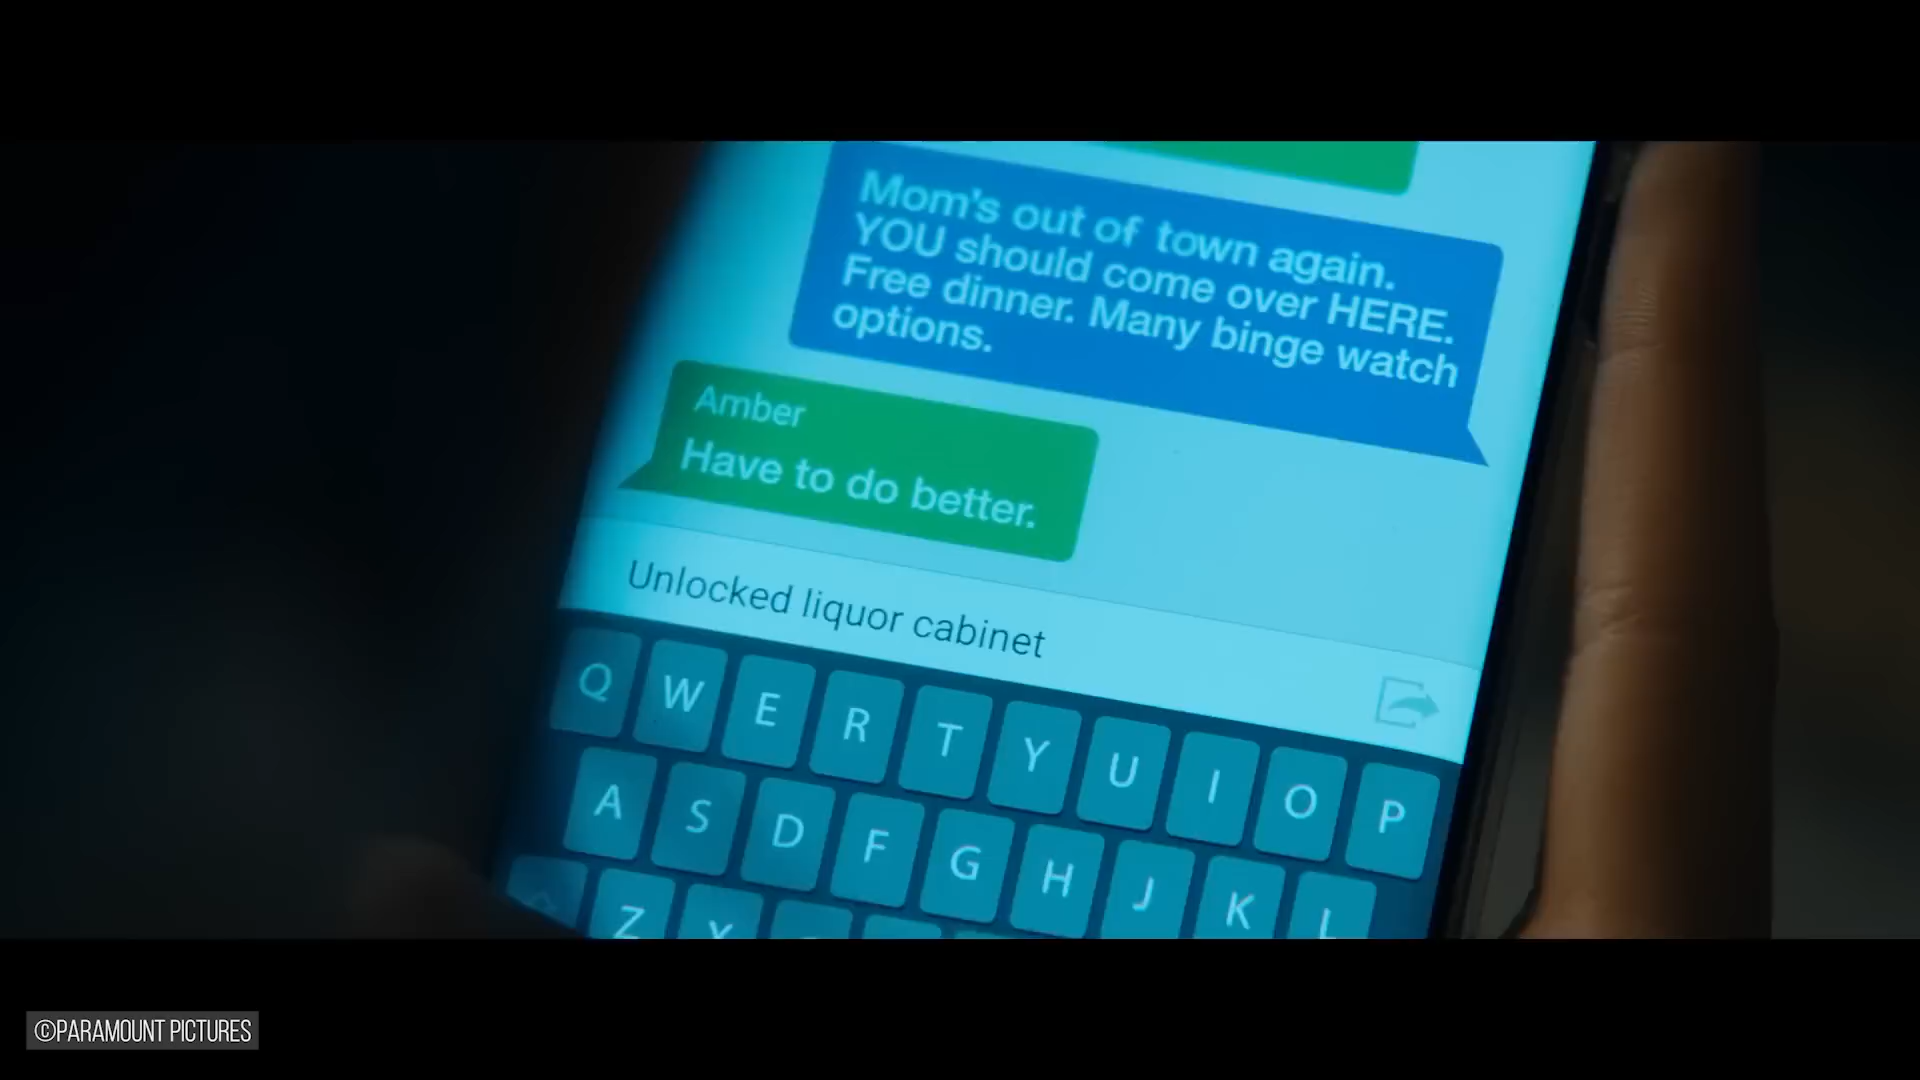 Mom's out of town again.
YOU should come over HERE.
Free dinner. Many binge watch
options.
Amber
Have to do better.
Unlocked liquor cabinet
Q W E R T Y U I O P
A S D F G H J K L
Z X
©PARAMOUNT PICTURES